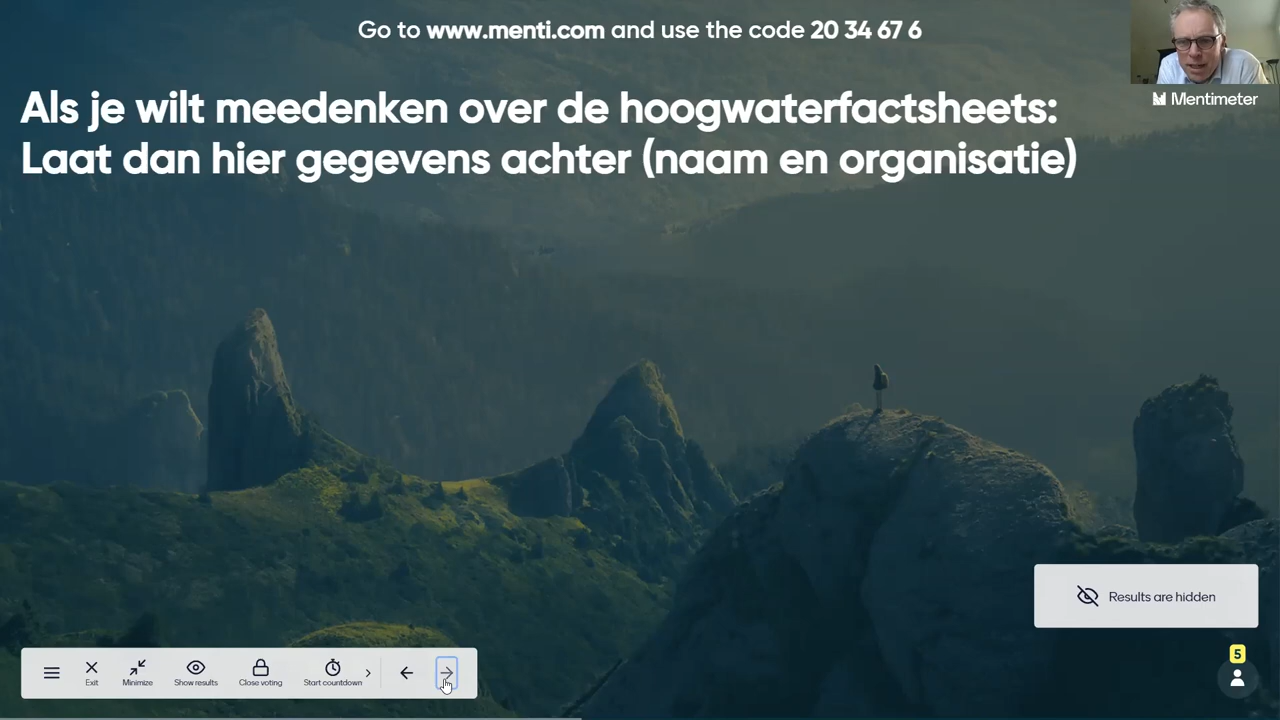 Go to www.menti.com and use the code 20 34 67 6
Mentimeter
Als je wilt meedenken over de hoogwaterfactsheets:
Laat dan hier gegevens achter (naam en organisatie)
Results are hidden
5
Exit
Minimize
Show results
Close voting
Start countdown